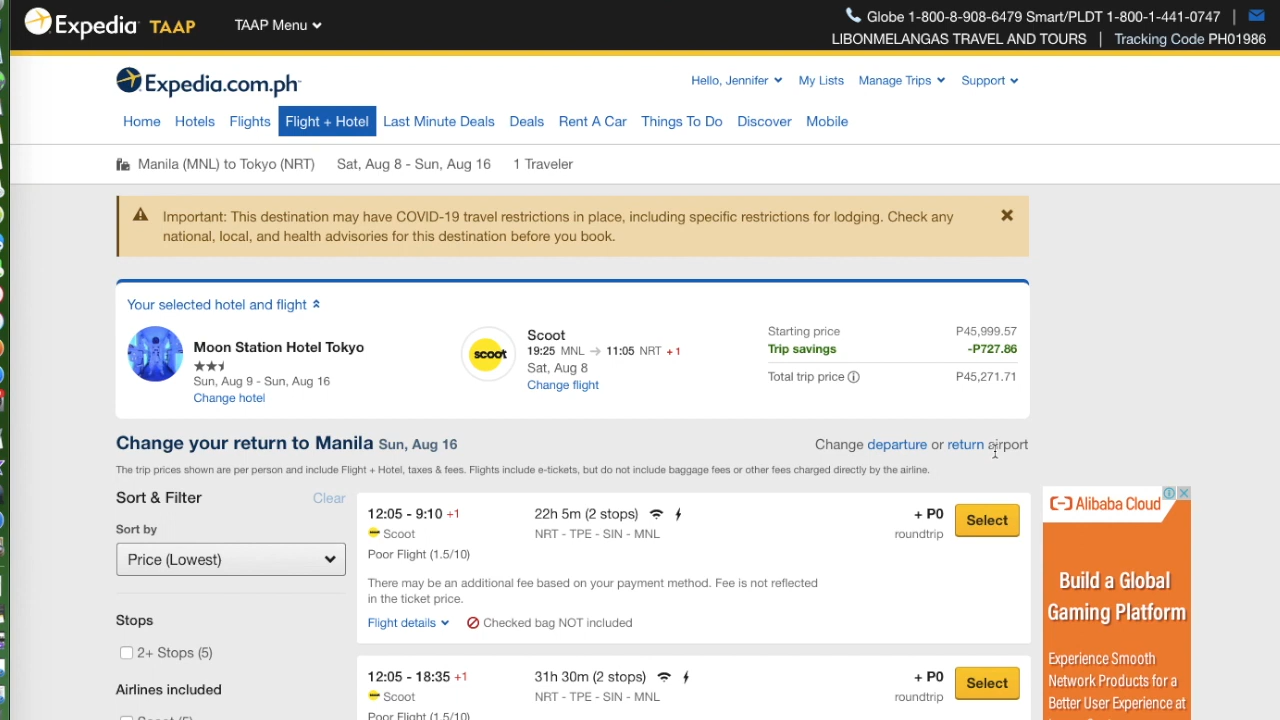 Expedia TAAP
TAAP Menu
Globe 1-800-8-908-6479 Smart/PLDT 1-800-1-441-0747 |
LIBONMELANGAS TRAVEL AND TOURS | Tracking Code PH01986
Expedia.com.ph
Hello, Jennifer My Lists Manage Trips Support
Home Hotels Flights Flight + Hotel Last Minute Deals Deals Rent A Car Things To Do Discover Mobile
Manila (MNL) to Tokyo (NRT) Sat, Aug 8 - Sun, Aug 16 1 Traveler
Important: This destination may have COVID-19 travel restrictions in place, including specific restrictions for lodging. Check any
national, local, and health advisories for this destination before you book.
Your selected hotel and flight
Moon Station Hotel Tokyo
Sun, Aug 9 - Sun, Aug 16
Change hotel
scoot
Scoot
19:25 MNL → 11:05 NRT +1
Sat, Aug 8
Change flight
Starting price P45,999.57
Trip savings -P727.86
Total trip price P45,271.71
Change your return to Manila Sun, Aug 16
Change departure or return airport
The trip prices shown are per person and include Flight + Hotel, taxes & fees. Flights include e-tickets, but do not include baggage fees or other fees charged directly by the airline.
Sort & Filter Clear
Sort by
Price (Lowest)
Stops
2+ Stops (5)
Airlines included
Scoot (5)
12:05 - 9:10 +1 22h 5m (2 stops) + P0 Select
Scoot NRT - TPE - SIN - MNL roundtrip
Poor Flight (1.5/10)
There may be an additional fee based on your payment method. Fee is not reflected
in the ticket price.
Flight details Checked bag NOT included
12:05 - 18:35 +1 31h 30m (2 stops) + P0 Select
Scoot NRT - TPE - SIN - MNL roundtrip
Poor Flight (1.5/10)
Alibaba Cloud
Build a Global
Gaming Platform
Experience Smooth
Network Products for a
Better User Experience at